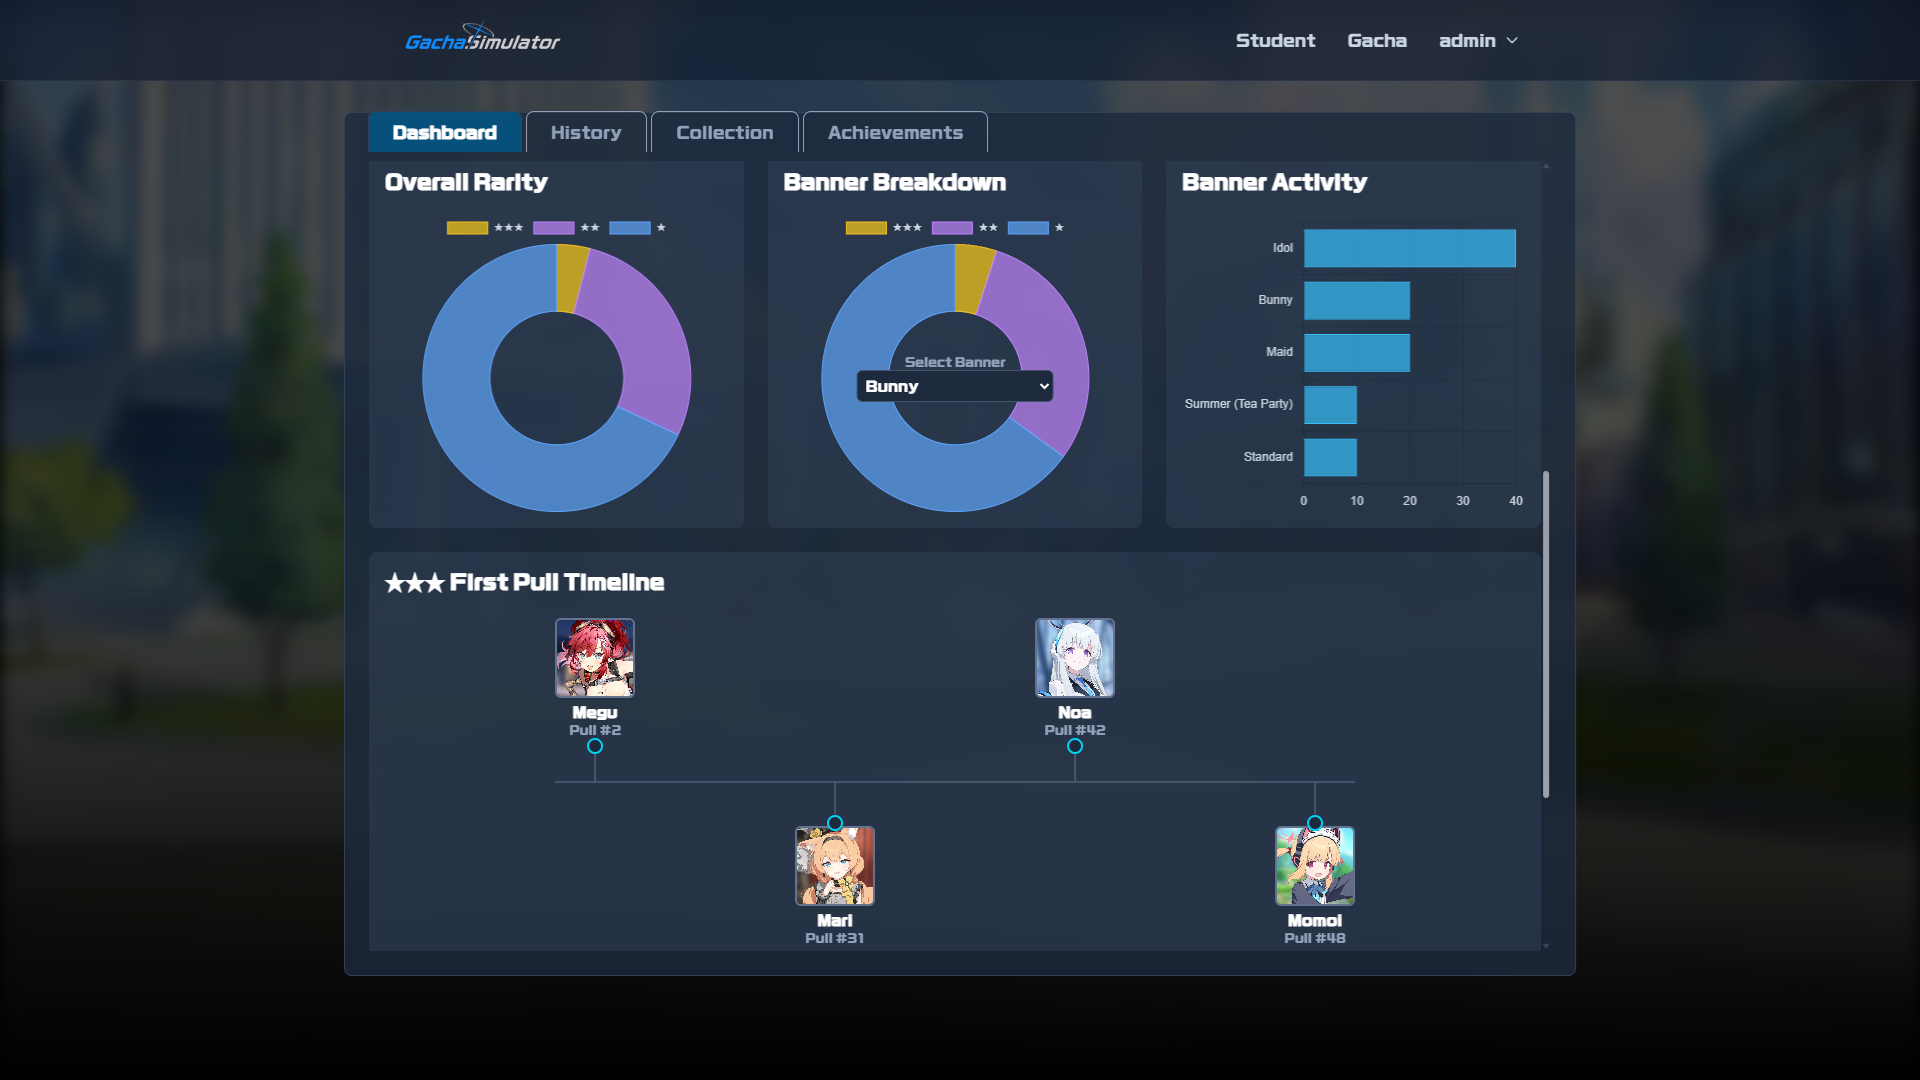 GachaSimulator
Student
Gacha
admin
Dashboard
History
Collection
Achievements
Overall Rarity
★★★
★★
★
Banner Breakdown
★★★
★★
★
Select Banner
Bunny
Banner Activity
Idol
Bunny
Maid
Summer (Tea Party)
Standard
0 10 20 30 40
★★★ First Pull Timeline
Megu
Pull #2
Noa
Pull #42
Mari
Pull #31
Momoi
Pull #48